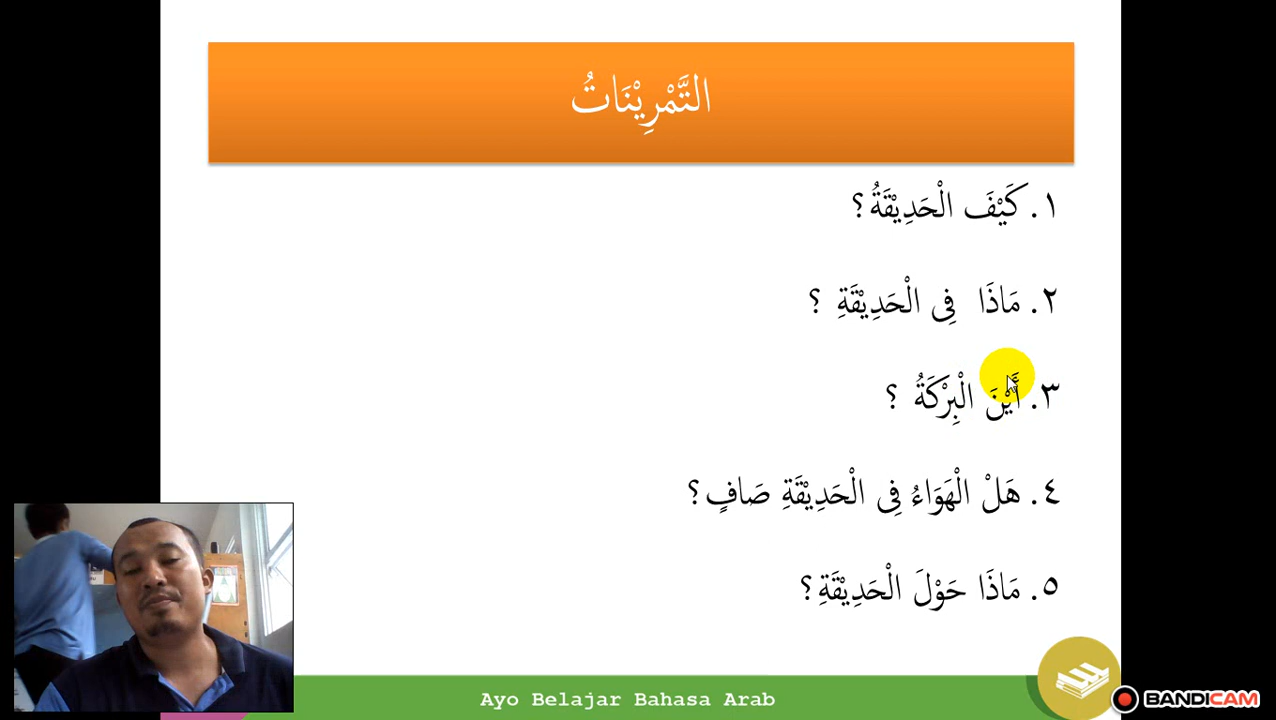 التَّمْرِيْنَاتُ
١. كَيْفَ الْحَدِيْقَةُ؟
٢. مَاذَا فِى الْحَدِيْقَةِ ؟
٣. أَيْنَ الْبِرْكَةُ ؟
٤. هَلْ الْهَوَاءُ فِى الْحَدِيْقَةِ صَافٍ؟
٥. مَاذَا حَوْلَ الْحَدِيْقَةِ؟
Ayo Belajar Bahasa Arab
BANDICAM